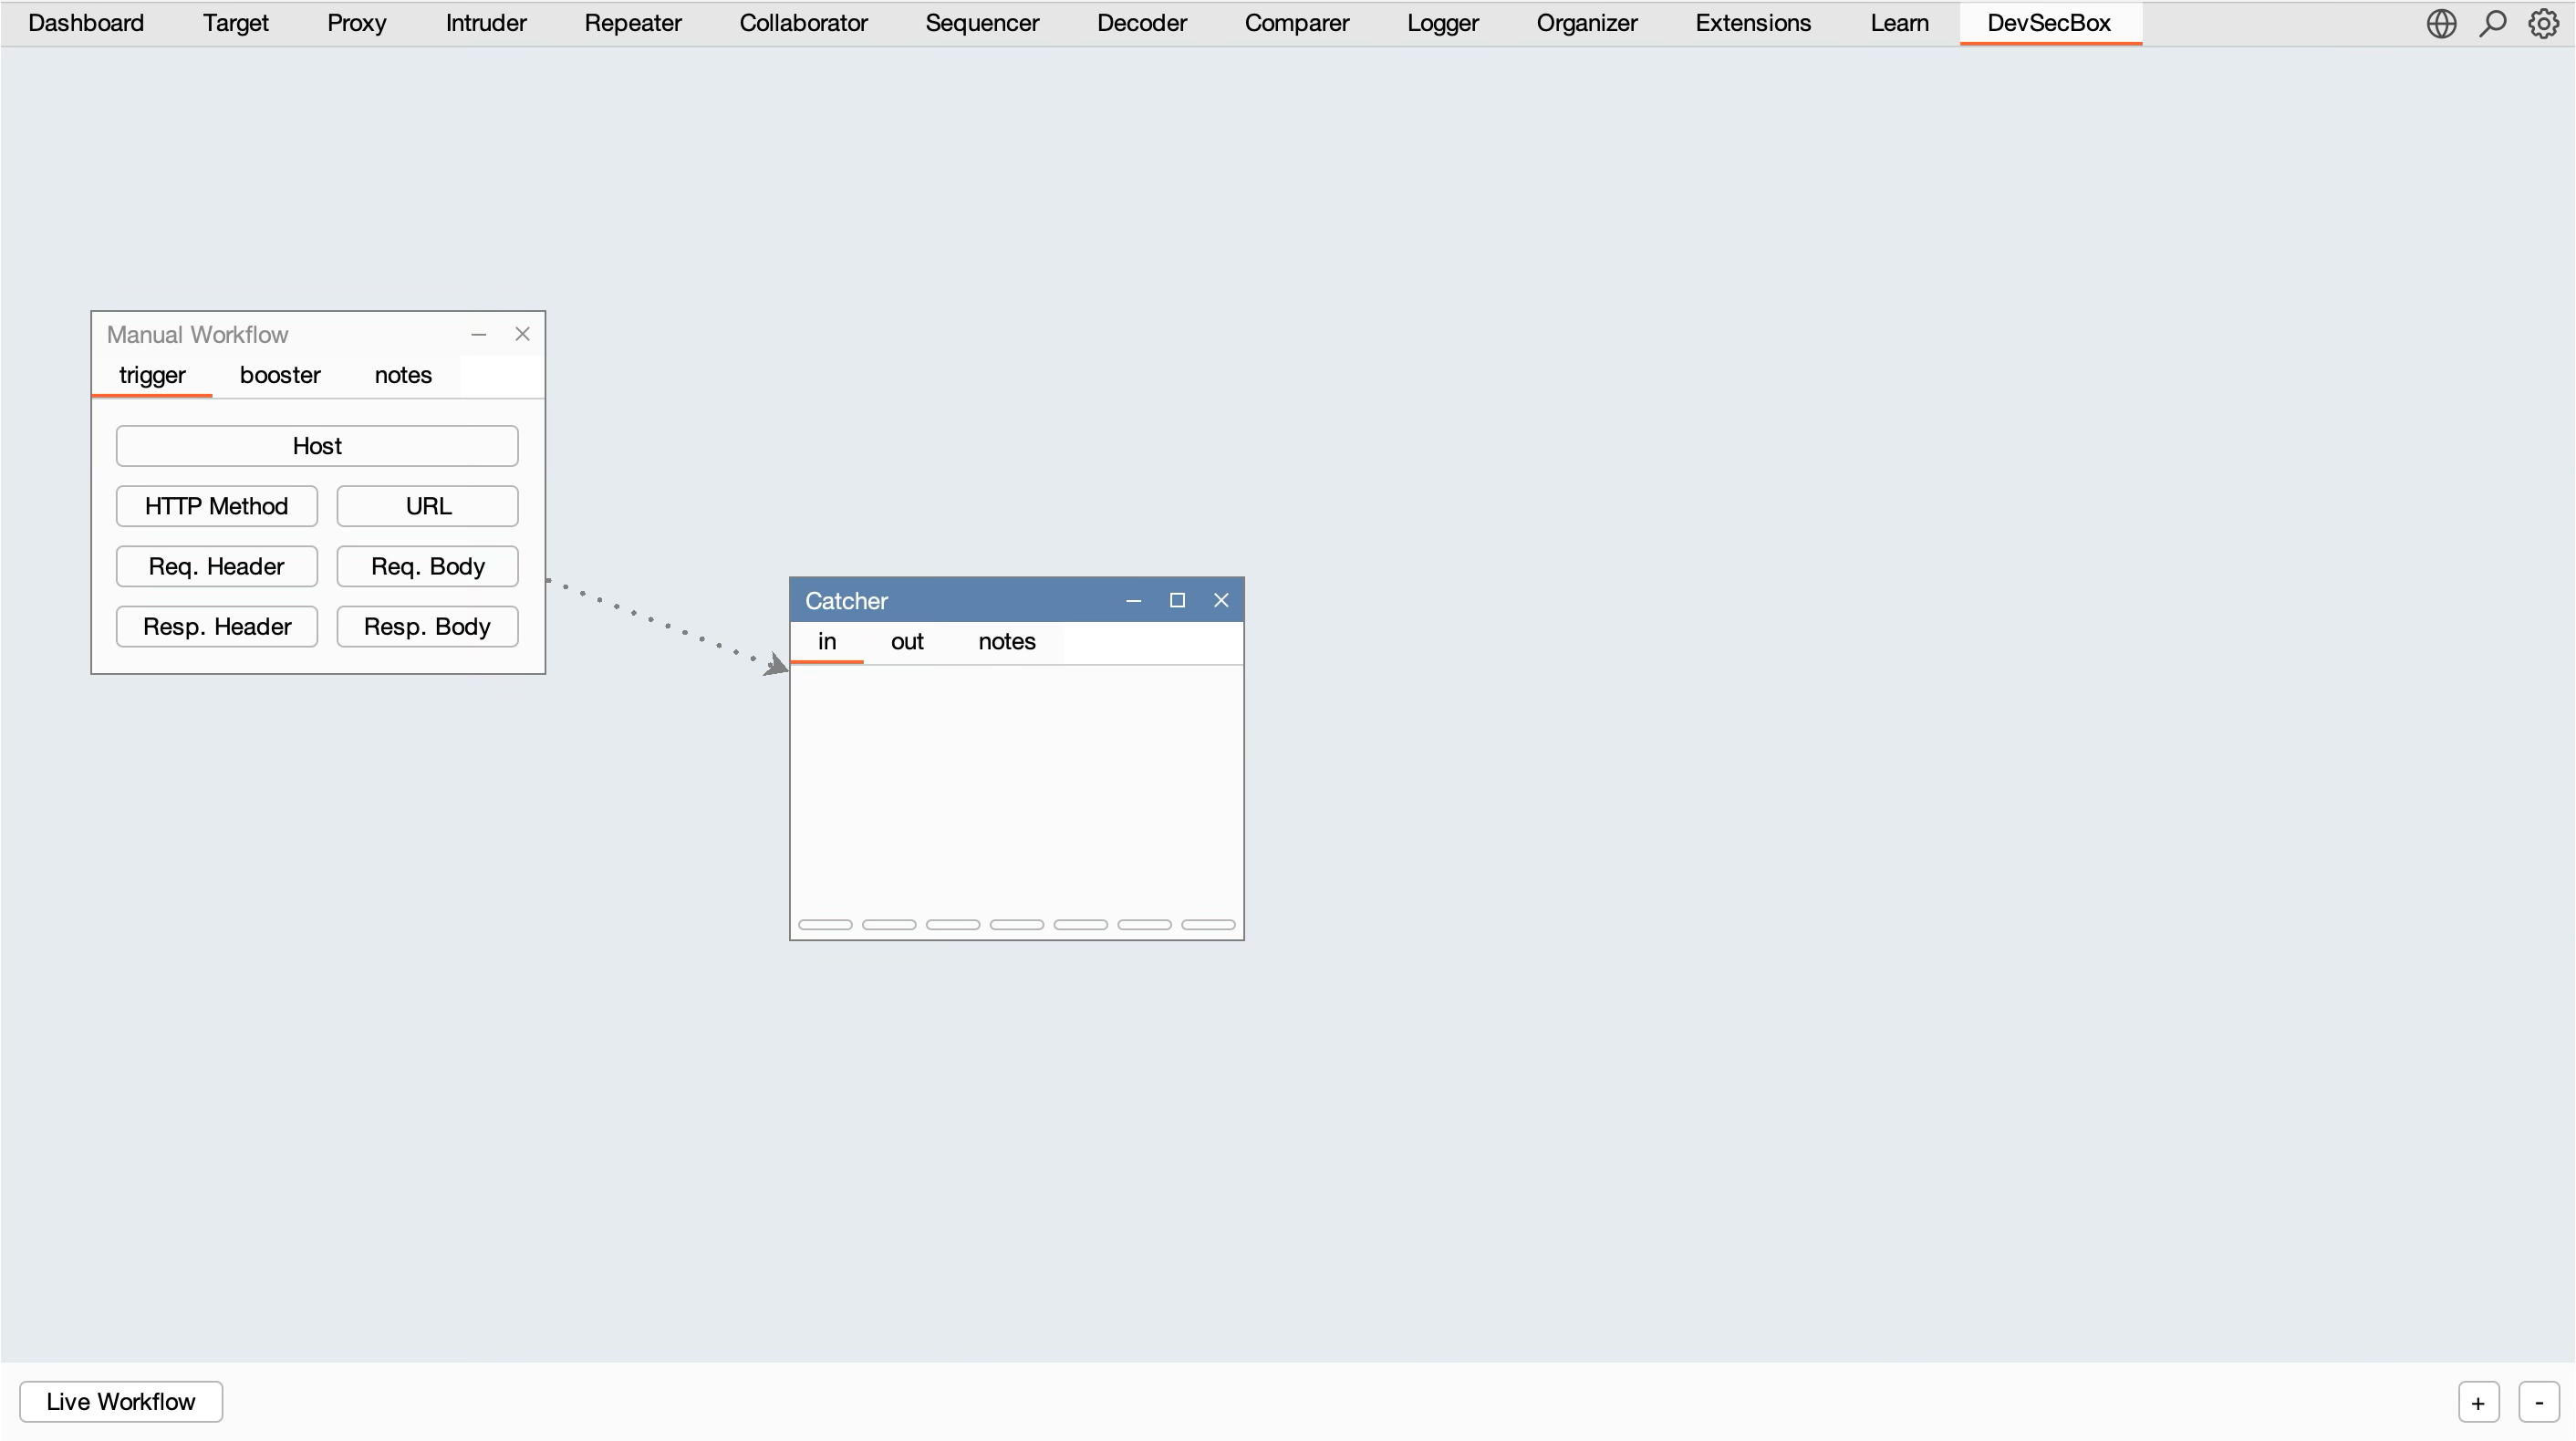 Dashboard Target Proxy Intruder Repeater Collaborator Sequencer Decoder Comparer Logger Organizer Extensions Learn DevSecBox
Manual Workflow
trigger booster notes
Host
HTTP Method URL
Req. Header Req. Body
Resp. Header Resp. Body
Catcher
in out notes
Live Workflow + -